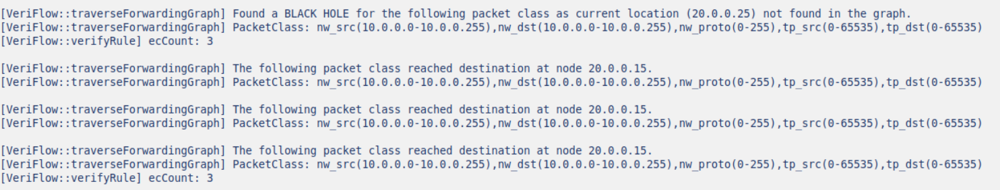 [VeriFlow::traverseForwardingGraph] Found a BLACK HOLE for the following packet class as current location (20.0.0.25) not found in the graph.
[VeriFlow::traverseForwardingGraph] PacketClass: nw_src(10.0.0.0-10.0.0.255),nw_dst(10.0.0.0-10.0.0.255),nw_proto(0-255),tp_src(0-65535),tp_dst(0-65535)
[VeriFlow::verifyRule] ecCount: 3
[VeriFlow::traverseForwardingGraph] The following packet class reached destination at node 20.0.0.15.
[VeriFlow::traverseForwardingGraph] PacketClass: nw_src(10.0.0.0-10.0.0.255),nw_dst(10.0.0.0-10.0.0.255),nw_proto(0-255),tp_src(0-65535),tp_dst(0-65535)
[VeriFlow::traverseForwardingGraph] The following packet class reached destination at node 20.0.0.15.
[VeriFlow::traverseForwardingGraph] PacketClass: nw_src(10.0.0.0-10.0.0.255),nw_dst(10.0.0.0-10.0.0.255),nw_proto(0-255),tp_src(0-65535),tp_dst(0-65535)
[VeriFlow::traverseForwardingGraph] The following packet class reached destination at node 20.0.0.15.
[VeriFlow::traverseForwardingGraph] PacketClass: nw_src(10.0.0.0-10.0.0.255),nw_dst(10.0.0.0-10.0.0.255),nw_proto(0-255),tp_src(0-65535),tp_dst(0-65535)
[VeriFlow::verifyRule] ecCount: 3